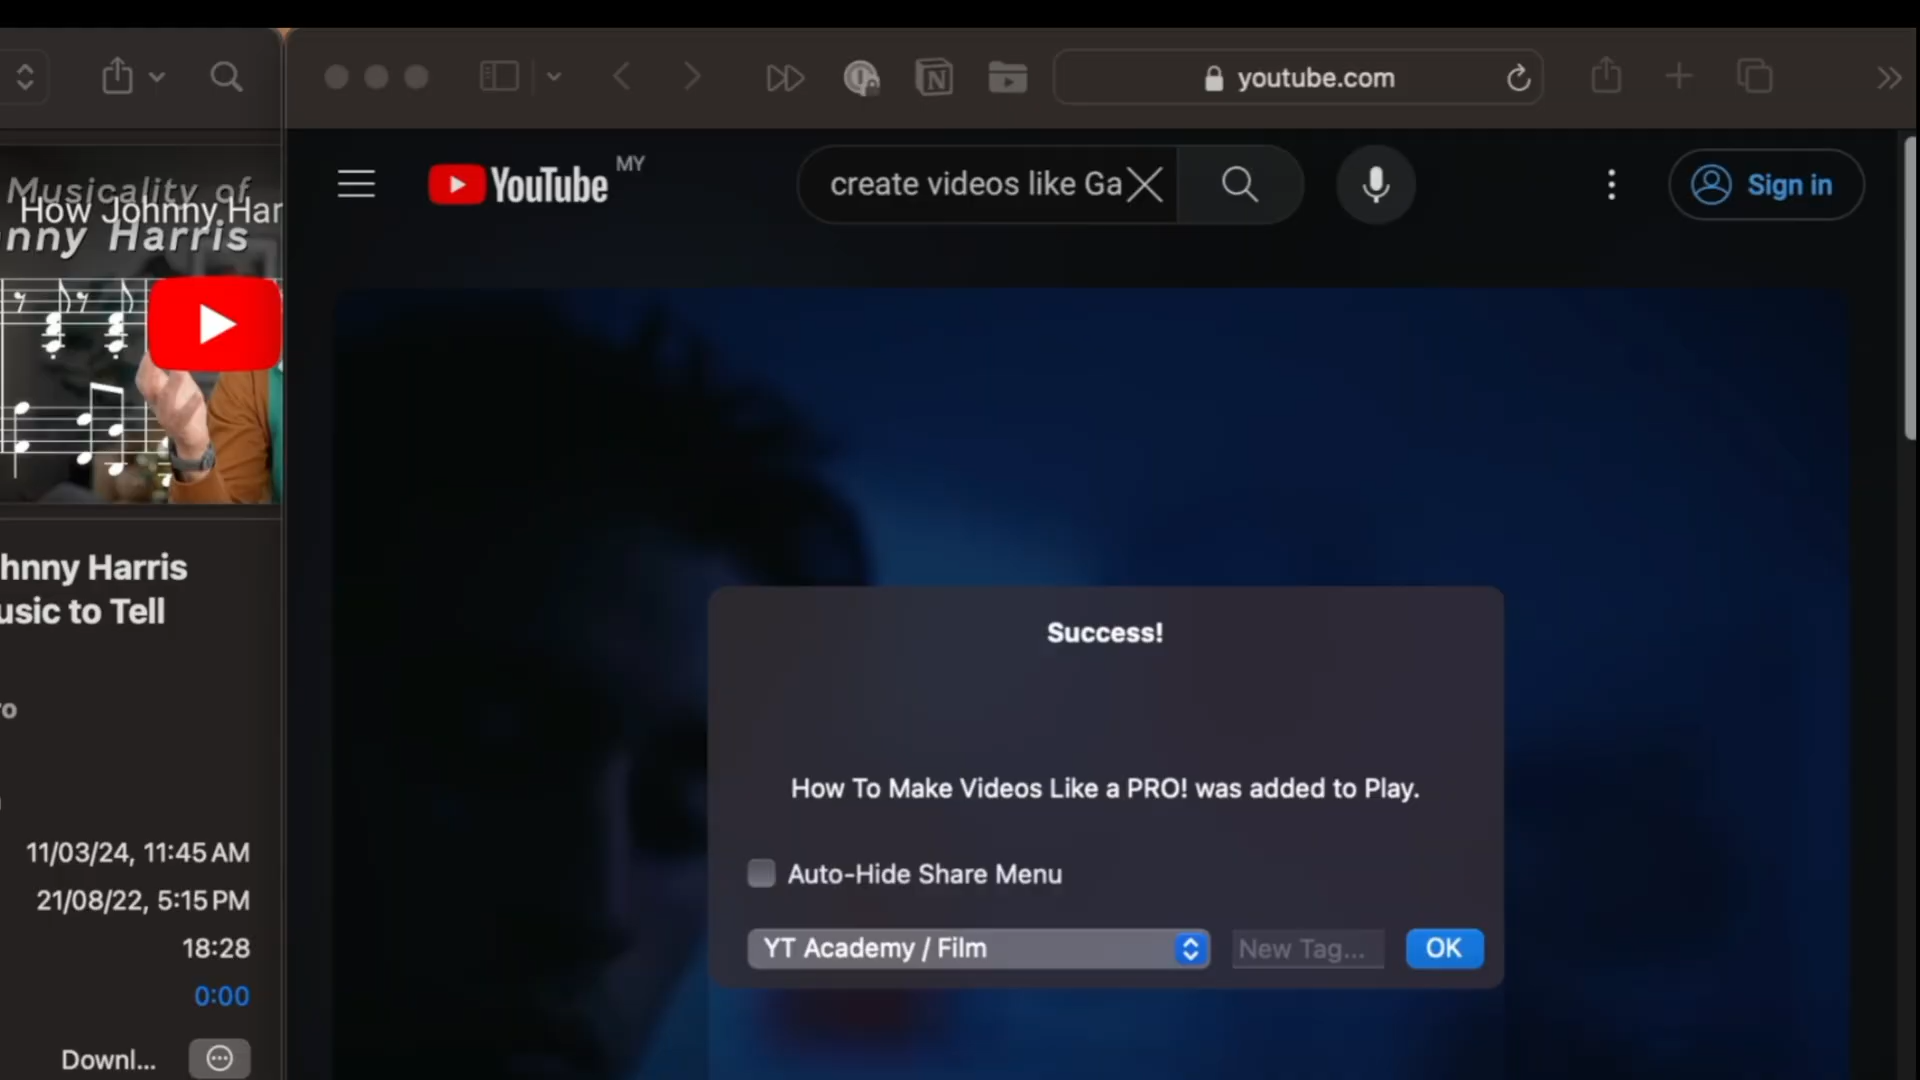 youtube.com
YouTube MY
create videos like Ga
Sign in
Musicality of
How Johnny Har
nny Harris
hnny Harris
usic to Tell
ro
11/03/24, 11:45 AM
21/08/22, 5:15 PM
18:28
0:00
Downl...
Success!
How To Make Videos Like a PRO! was added to Play.
Auto-Hide Share Menu
YT Academy / Film
New Tag...
OK